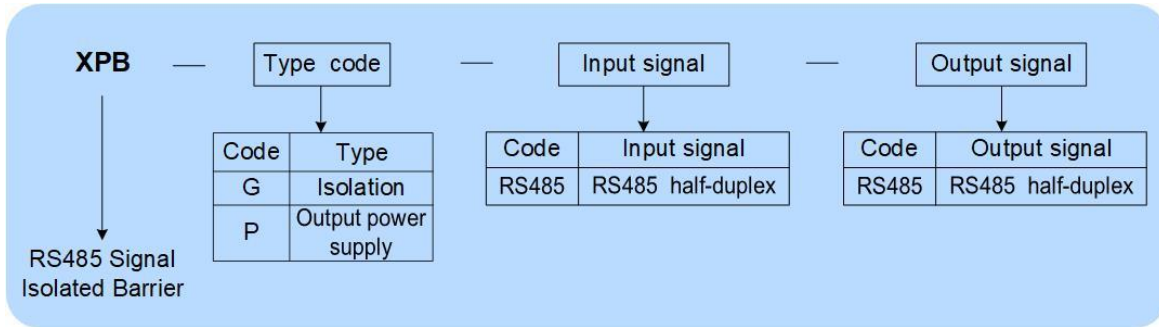 XPB — Type code — Input signal — Output signal
Code Type
G Isolation
P Output power
supply
Code Input signal
RS485 RS485 half-duplex
Code Output signal
RS485 RS485 half-duplex
RS485 Signal
Isolated Barrier